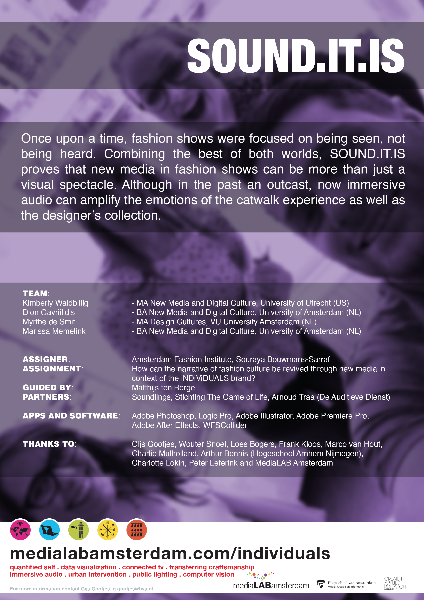 SOUND.IT.IS
Once upon a time, fashion shows were focused on being seen, not
being heard. Combining the best of both worlds, SOUND.IT.IS
proves that new media in fashion shows can be more than just a
visual spectacle. Although in the past an outcast, now immersive
audio can amplify the emotions of the catwalk experience as well as
the designer's collection.
TEAM:
Kimberly Waldbillig - MA New Media and Digital Culture, University of Utrecht (US)
Dion Gavriilidis - BA New Media and Digital Culture, University of Amsterdam (NL)
Myrthe de Smit - MA Design Cultures, VU University Amsterdam (NL)
Marissa Memelink - BA New Media and Digital Culture, University of Amsterdam (NL)
ASSIGNER: Amsterdam Fashion Institute, Souraya Bouwmans-Sarraf
ASSIGNMENT: How can the narrative of fashion culture be revived through new media in
context of the INDIVIDUALS brand?
GUIDED BY: Matthijs ten Berge
PARTNERS: Soundlings, Stichting The Game of Life, Arnoud Traa (De Auditieve Dienst)
APPS AND SOFTWARE: Adobe Photoshop, Logic Pro, Adobe Illustrator, Adobe Premiere Pro,
Adobe After Effects, WFSCollider
THANKS TO: Gijs Gootjes, Wouter Snoei, Loes Bogers, Frank Kloos, Marco van Hout,
Charlie Mulholland, Arthur Bennis (Hogeschool Arnhem Nijmegen),
Charlotte Lokin, Peter Leferink and MediaLAB Amsterdam
medialabamsterdam.com/individuals
quantified self . data visualization . connected tv . transferring craftsmanship
immersive audio . urban intervention . public lighting . computer vision
mediaLABamsterdam